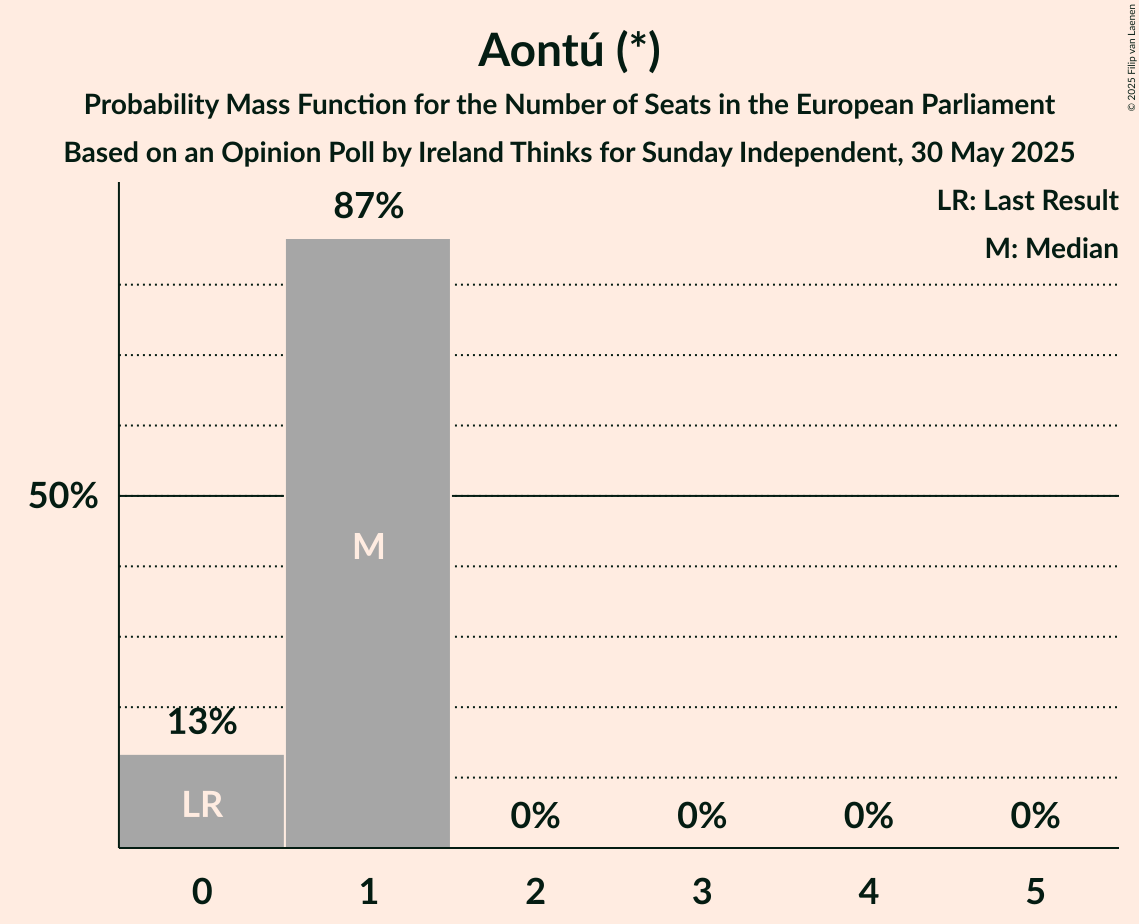 Aontú (*)
Probability Mass Function for the Number of Seats in the European Parliament
Based on an Opinion Poll by Ireland Thinks for Sunday Independent, 30 May 2025
© 2025 Filip van Laenen
LR: Last Result
M: Median
87%
50%
M
13%
LR
0% 0% 0% 0%
0 1 2 3 4 5